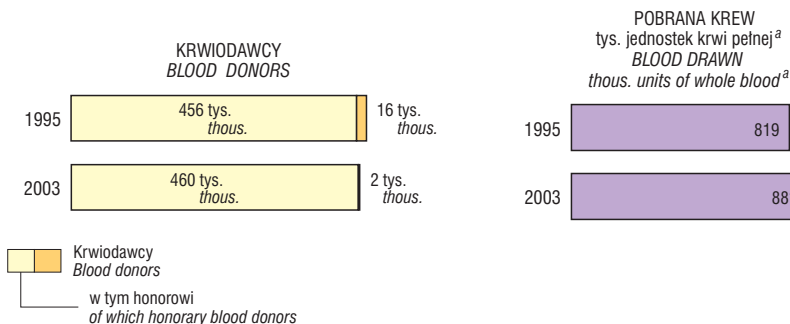 KRWIODAWCY
BLOOD DONORS
1995
456 tys.
thous.
16 tys.
thous.
2003
460 tys.
thous.
2 tys.
thous.
Krwiodawcy
Blood donors
w tym honorowi
of which honorary blood donors
POBRANA KREW
tys. jednostek krwi pełnej a
BLOOD DRAWN
thous. units of whole blood a
1995
819
2003